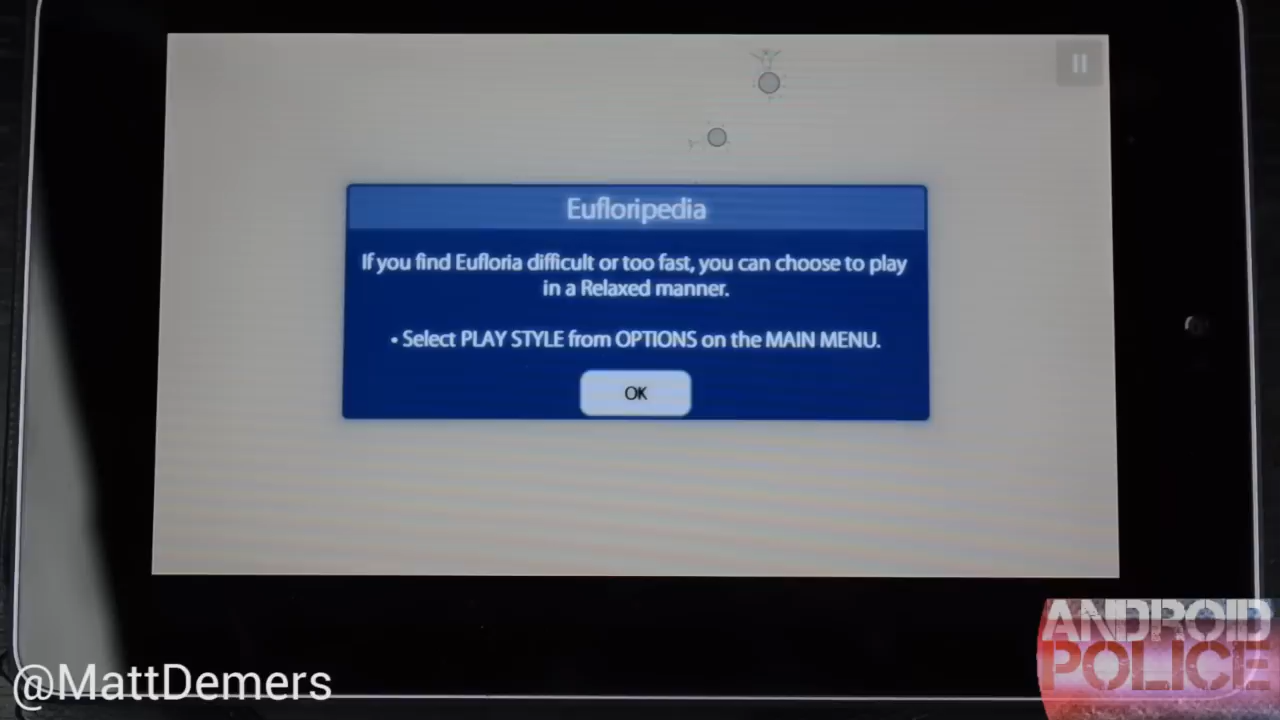 Eufloripedia
If you find Eufloria difficult or too fast, you can choose to play
in a Relaxed manner.
• Select PLAY STYLE from OPTIONS on the MAIN MENU.
OK
@MattDemers
ANDROID
POLICE